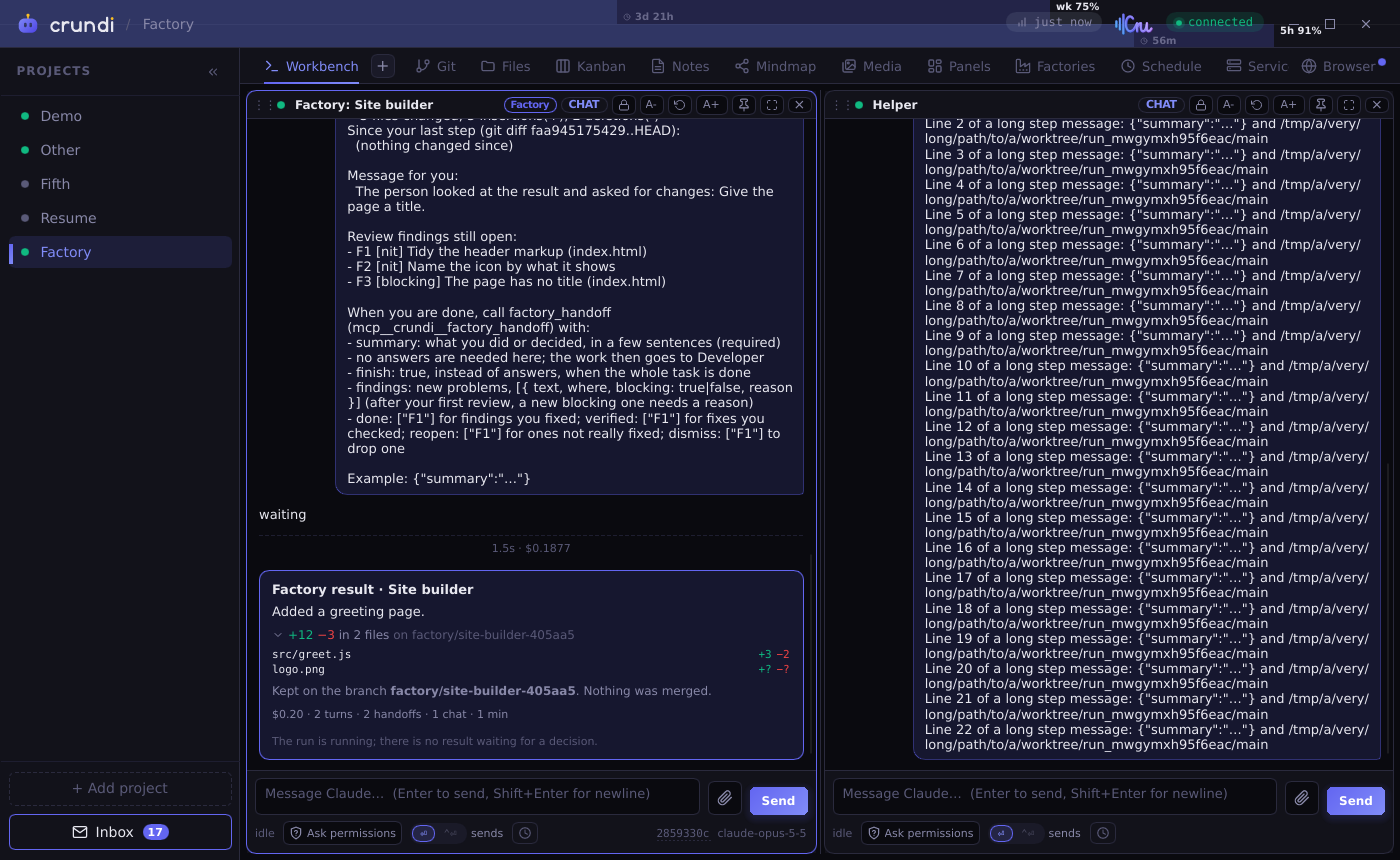 crundi / Factory
3d 21h
wk 75%
just now
Cru
connected
56m
5h 91%
PROJECTS
«
Demo
Other
Fifth
Resume
Factory
+ Add project
Inbox 17
Workbench
+
Git
Files
Kanban
Notes
Mindmap
Media
Panels
Factories
Schedule
Servic
Browser
Factory: Site builder
Factory
CHAT
A-
A+
Since your last step (git diff faa945175429..HEAD):
(nothing changed since)
Message for you:
The person looked at the result and asked for changes: Give the
page a title.
Review findings still open:
- F1 [nit] Tidy the header markup (index.html)
- F2 [nit] Name the icon by what it shows
- F3 [blocking] The page has no title (index.html)
When you are done, call factory_handoff
(mcp__crundi__factory_handoff) with:
- summary: what you did or decided, in a few sentences (required)
- no answers are needed here; the work then goes to Developer
- finish: true, instead of answers, when the whole task is done
- findings: new problems, [{ text, where, blocking: true|false, reason
}] (after your first review, a new blocking one needs a reason)
- done: ["F1"] for findings you fixed; verified: ["F1"] for fixes you
checked; reopen: ["F1"] for ones not really fixed; dismiss: ["F1"] to
drop one
Example: {"summary":"..."}
waiting
1.5s · $0.1877
Factory result · Site builder
Added a greeting page.
+12 −3 in 2 files on factory/site-builder-405aa5
src/greet.js +3 −2
logo.png +? −?
Kept on the branch factory/site-builder-405aa5. Nothing was merged.
$0.20 · 2 turns · 2 handoffs · 1 chat · 1 min
The run is running; there is no result waiting for a decision.
Message Claude... (Enter to send, Shift+Enter for newline)
Send
idle
Ask permissions
sends
2859330c
claude-opus-5-5
Helper
CHAT
A-
A+
Line 2 of a long step message: {"summary":"..."} and /tmp/a/very/
long/path/to/a/worktree/run_mwgymxh95f6eac/main
Line 3 of a long step message: {"summary":"..."} and /tmp/a/very/
long/path/to/a/worktree/run_mwgymxh95f6eac/main
Line 4 of a long step message: {"summary":"..."} and /tmp/a/very/
long/path/to/a/worktree/run_mwgymxh95f6eac/main
Line 5 of a long step message: {"summary":"..."} and /tmp/a/very/
long/path/to/a/worktree/run_mwgymxh95f6eac/main
Line 6 of a long step message: {"summary":"..."} and /tmp/a/very/
long/path/to/a/worktree/run_mwgymxh95f6eac/main
Line 7 of a long step message: {"summary":"..."} and /tmp/a/very/
long/path/to/a/worktree/run_mwgymxh95f6eac/main
Line 8 of a long step message: {"summary":"..."} and /tmp/a/very/
long/path/to/a/worktree/run_mwgymxh95f6eac/main
Line 9 of a long step message: {"summary":"..."} and /tmp/a/very/
long/path/to/a/worktree/run_mwgymxh95f6eac/main
Line 10 of a long step message: {"summary":"..."} and /tmp/a/very/
long/path/to/a/worktree/run_mwgymxh95f6eac/main
Line 11 of a long step message: {"summary":"..."} and /tmp/a/very/
long/path/to/a/worktree/run_mwgymxh95f6eac/main
Line 12 of a long step message: {"summary":"..."} and /tmp/a/very/
long/path/to/a/worktree/run_mwgymxh95f6eac/main
Line 13 of a long step message: {"summary":"..."} and /tmp/a/very/
long/path/to/a/worktree/run_mwgymxh95f6eac/main
Line 14 of a long step message: {"summary":"..."} and /tmp/a/very/
long/path/to/a/worktree/run_mwgymxh95f6eac/main
Line 15 of a long step message: {"summary":"..."} and /tmp/a/very/
long/path/to/a/worktree/run_mwgymxh95f6eac/main
Line 16 of a long step message: {"summary":"..."} and /tmp/a/very/
long/path/to/a/worktree/run_mwgymxh95f6eac/main
Line 17 of a long step message: {"summary":"..."} and /tmp/a/very/
long/path/to/a/worktree/run_mwgymxh95f6eac/main
Line 18 of a long step message: {"summary":"..."} and /tmp/a/very/
long/path/to/a/worktree/run_mwgymxh95f6eac/main
Line 19 of a long step message: {"summary":"..."} and /tmp/a/very/
long/path/to/a/worktree/run_mwgymxh95f6eac/main
Line 20 of a long step message: {"summary":"..."} and /tmp/a/very/
long/path/to/a/worktree/run_mwgymxh95f6eac/main
Line 21 of a long step message: {"summary":"..."} and /tmp/a/very/
long/path/to/a/worktree/run_mwgymxh95f6eac/main
Line 22 of a long step message: {"summary":"..."} and /tmp/a/very/
long/path/to/a/worktree/run_mwgymxh95f6eac/main
Message Claude... (Enter to send, Shift+Enter for newline)
Send
idle
Ask permissions
sends